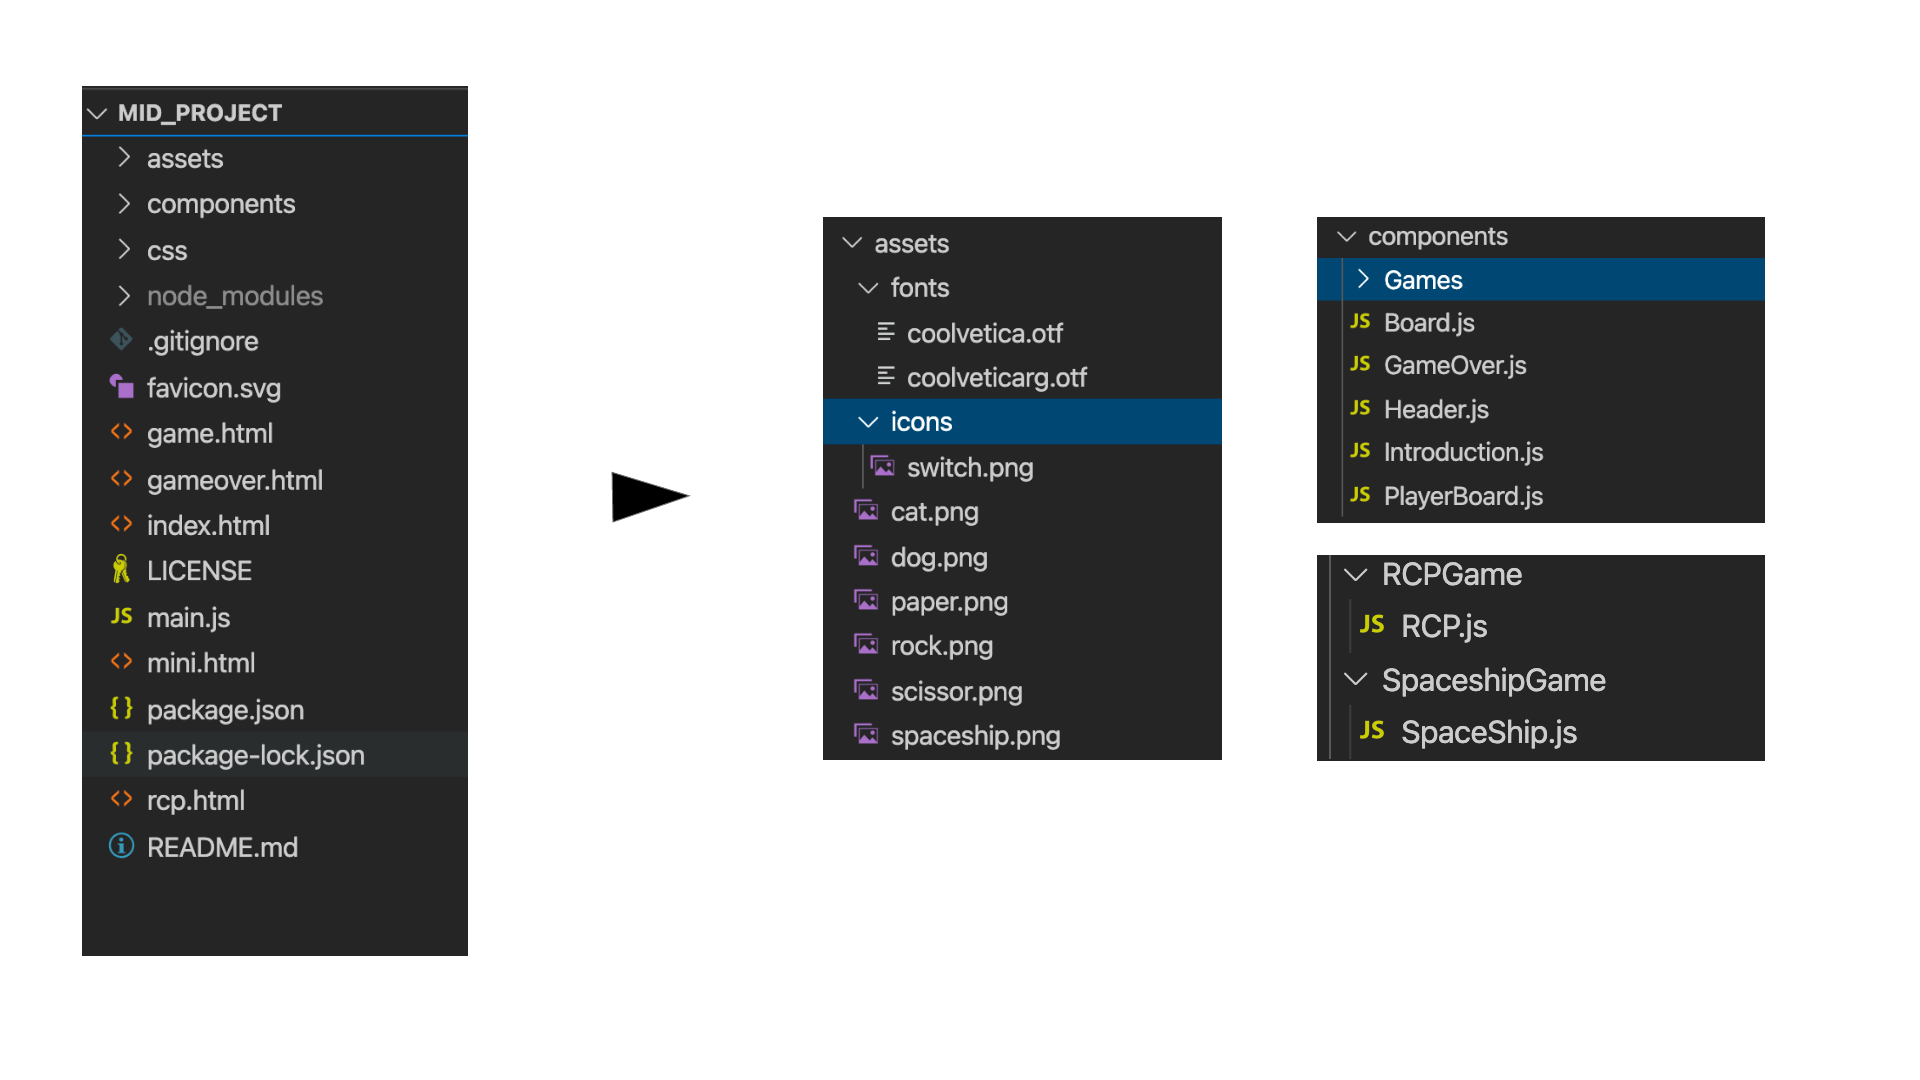 MID_PROJECT
assets
components
css
node_modules
.gitignore
favicon.svg
game.html
gameover.html
index.html
LICENSE
JS main.js
mini.html
{} package.json
{} package-lock.json
rcp.html
README.md
assets
fonts
coolvetica.otf
coolveticarg.otf
icons
switch.png
cat.png
dog.png
paper.png
rock.png
scissor.png
spaceship.png
components
Games
JS Board.js
JS GameOver.js
JS Header.js
JS Introduction.js
JS PlayerBoard.js
RCPGame
JS RCP.js
SpaceshipGame
JS SpaceShip.js